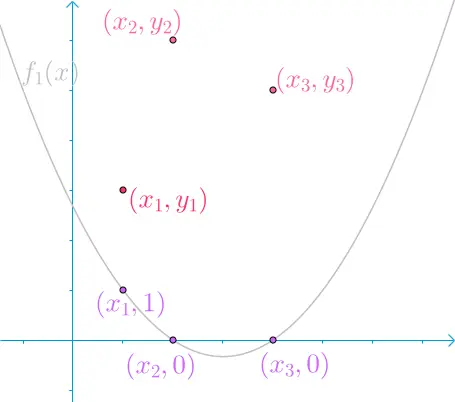 (x₂, y₂)
f₁(x)
(x₃, y₃)
(x₁, y₁)
(x₁, 1)
(x₂, 0)
(x₃, 0)